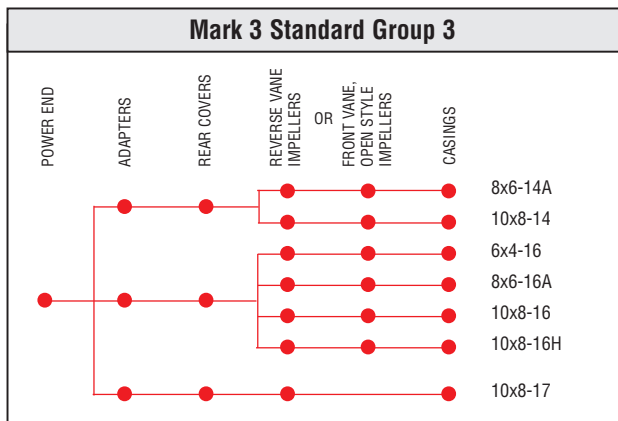 Mark 3 Standard Group 3
POWER END
ADAPTERS
REAR COVERS
REVERSE VANE
IMPELLERS
OR
FRONT VANE,
OPEN STYLE
IMPELLERS
CASINGS
8x6-14A
10x8-14
6x4-16
8x6-16A
10x8-16
10x8-16H
10x8-17